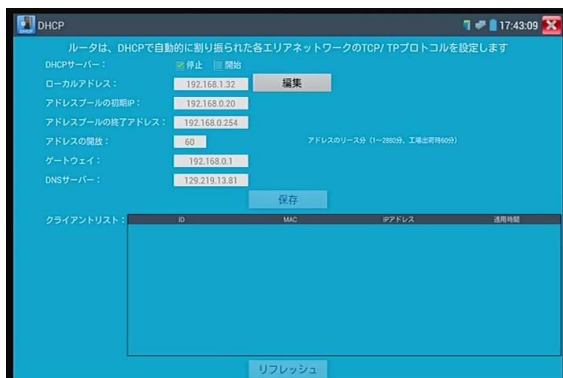 DHCP 17:43:09
ルータは、DHCPで自動的に割り振られた各エリアネットワークのTCP/ TPプロトコルを設定します
DHCPサーバー： 停止 開始
ローカルアドレス： 192.168.1.32 編集
アドレスプールの初期IP： 192.168.0.20
アドレスプールの終了アドレス： 192.168.0.254
アドレスの開放： 60 アドレスのリース分（1～2880分、工場出荷時60分）
ゲートウェイ： 192.168.0.1
DNSサーバー： 129.219.13.81
保存
クライアントリスト： ID MAC IPアドレス 適用時間
リフレッシュ